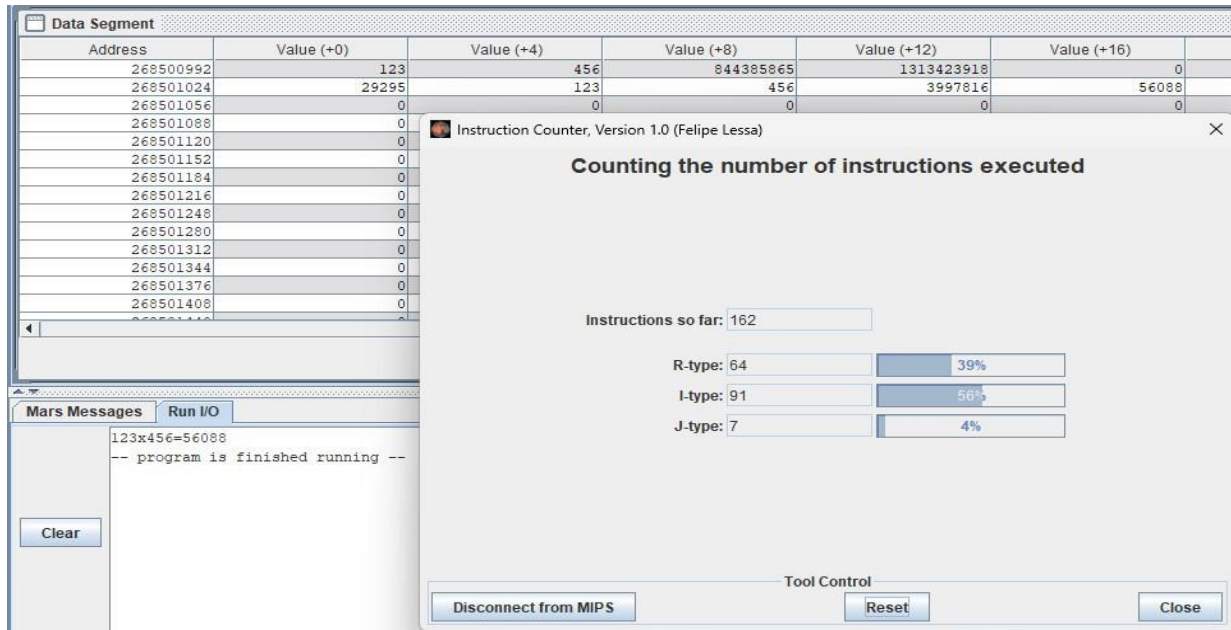 Data Segment
Address Value (+0) Value (+4) Value (+8) Value (+12) Value (+16)
268500992 123 456 844385865 1313423918 0
268501024 29295 123 456 3997816 56088
268501056 0 0 0 0 0
268501088 0
268501120 0
268501152 0
268501184 0
268501216 0
268501248 0
268501280 0
268501312 0
268501344 0
268501376 0
268501408 0
Instruction Counter, Version 1.0 (Felipe Lessa)
Counting the number of instructions executed
Instructions so far: 162
R-type: 64 39%
I-type: 91 56%
J-type: 7 4%
Tool Control
Disconnect from MIPS Reset Close
Mars Messages Run I/O
123x456=56088
-- program is finished running --
Clear